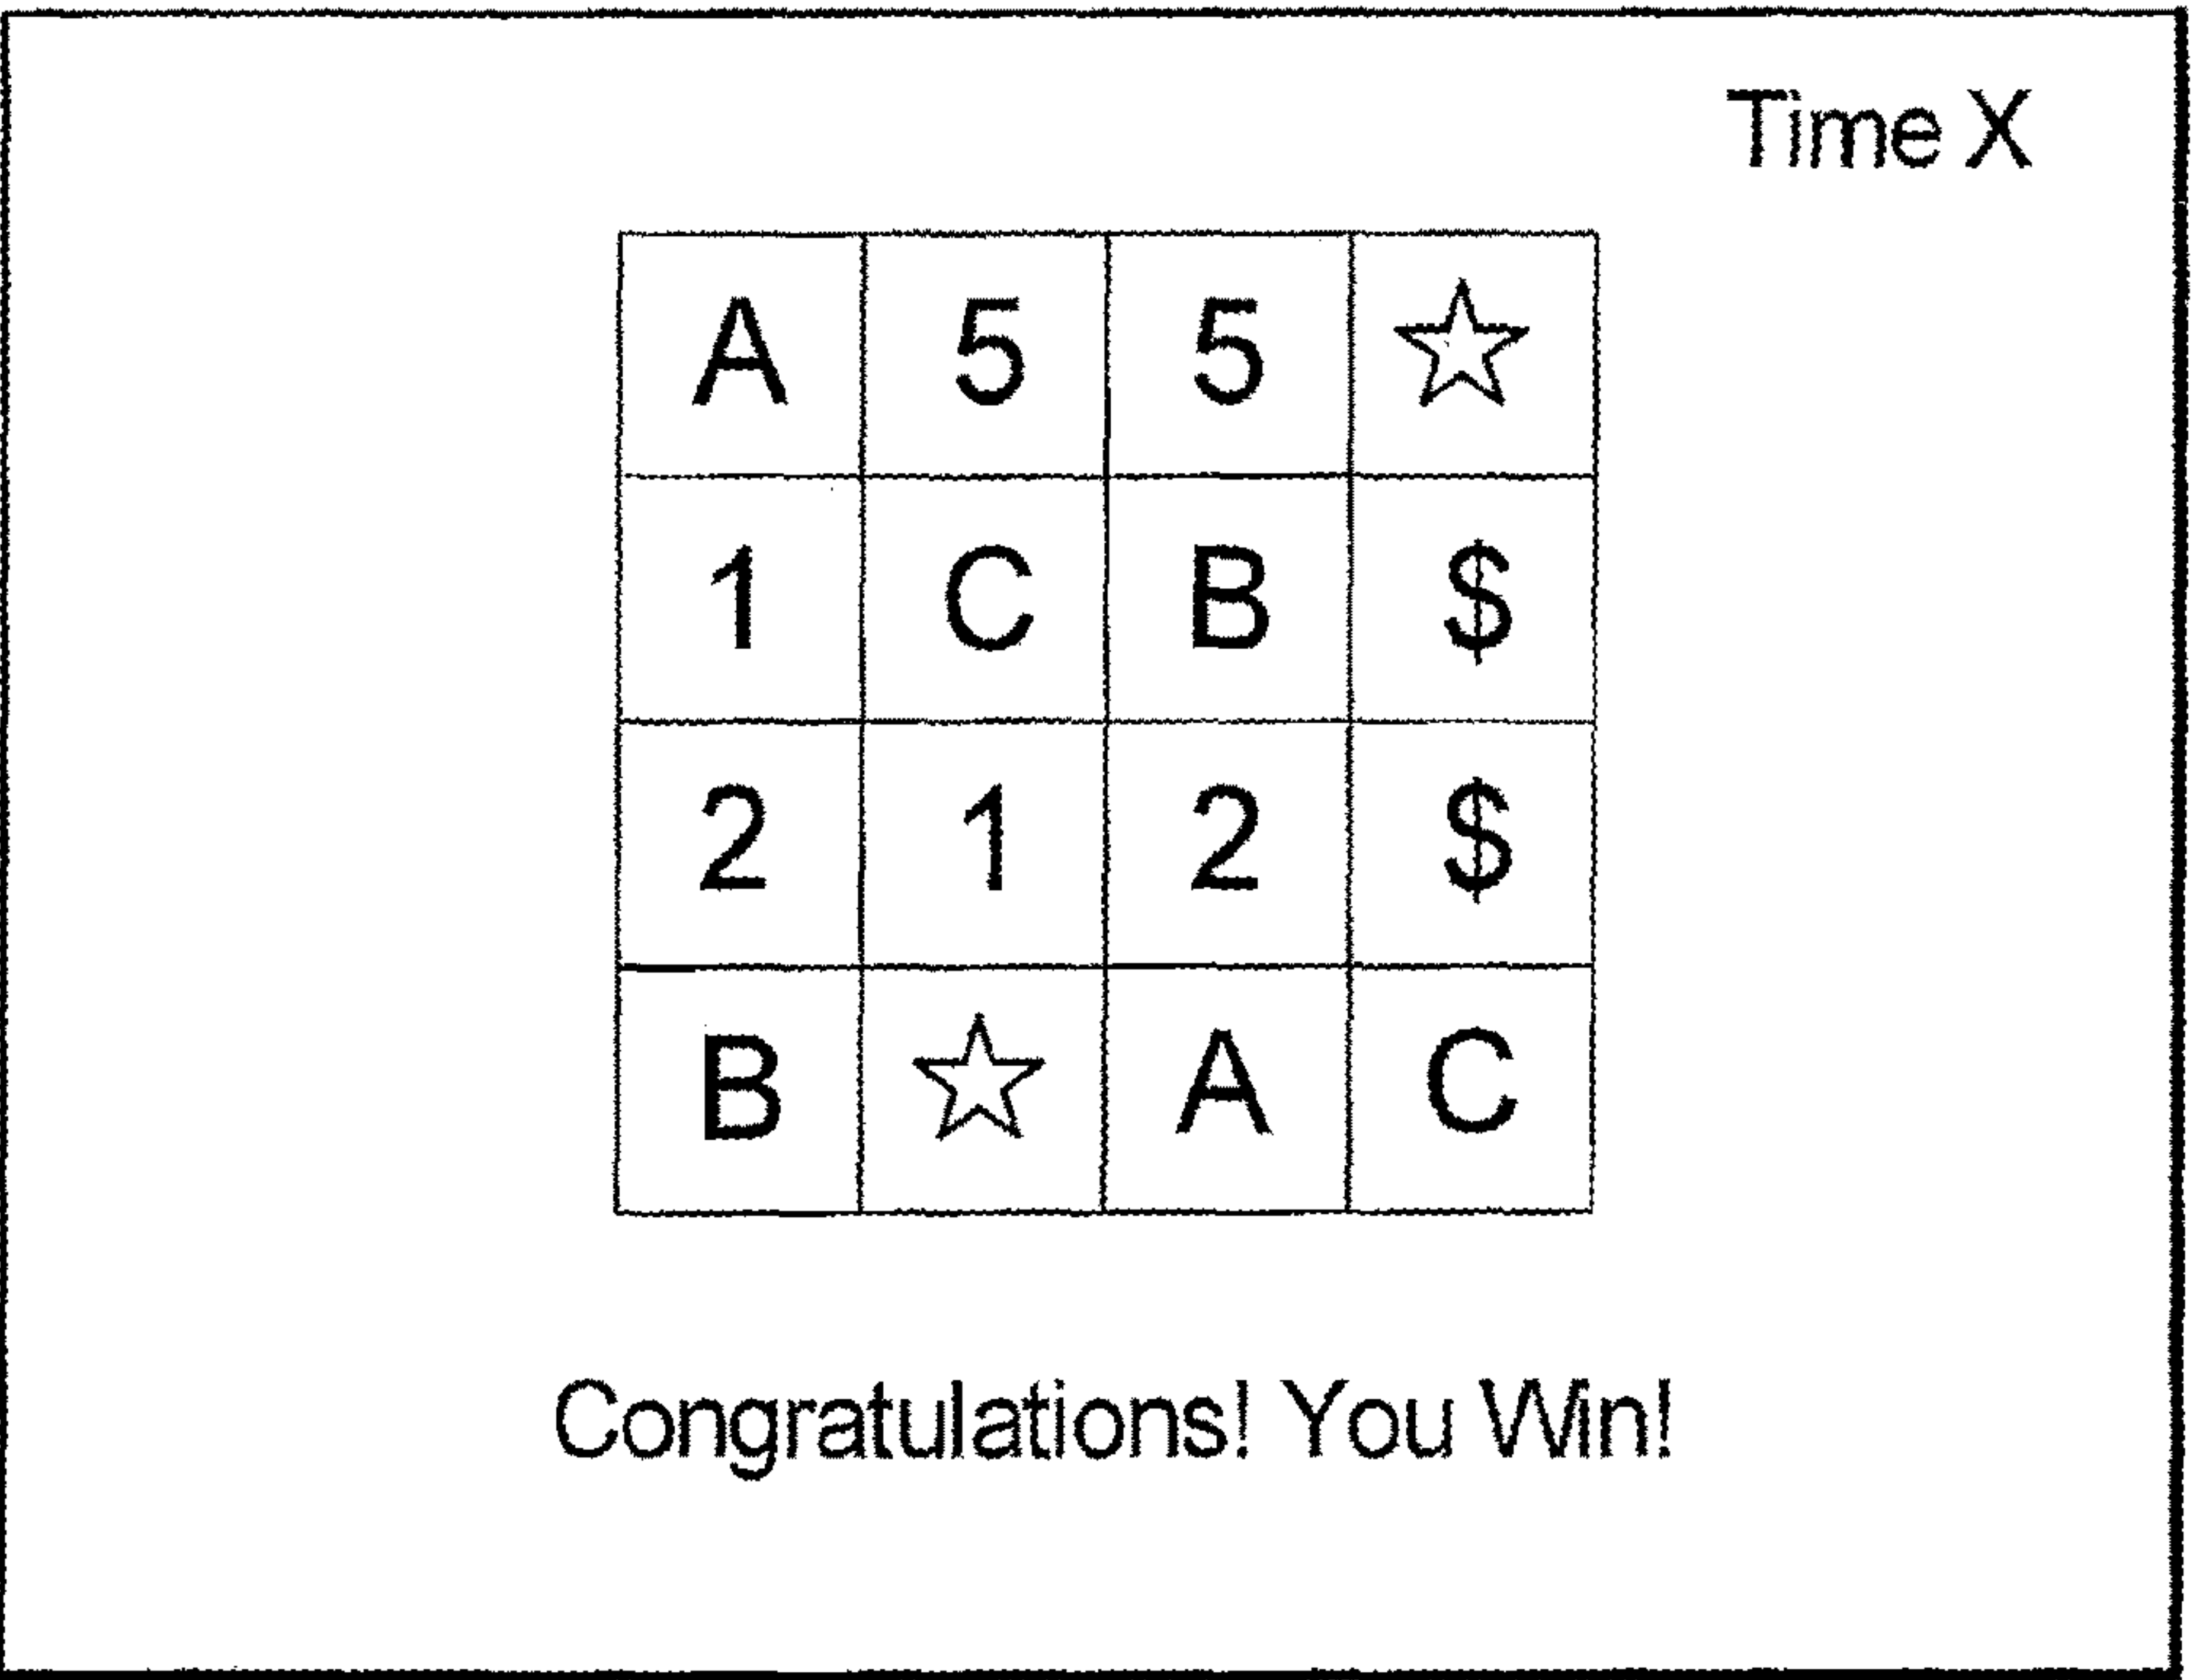 Time X
A 5 5 ☆
1 C B $
2 1 2 $
B ☆ A C
Congratulations! You Win!